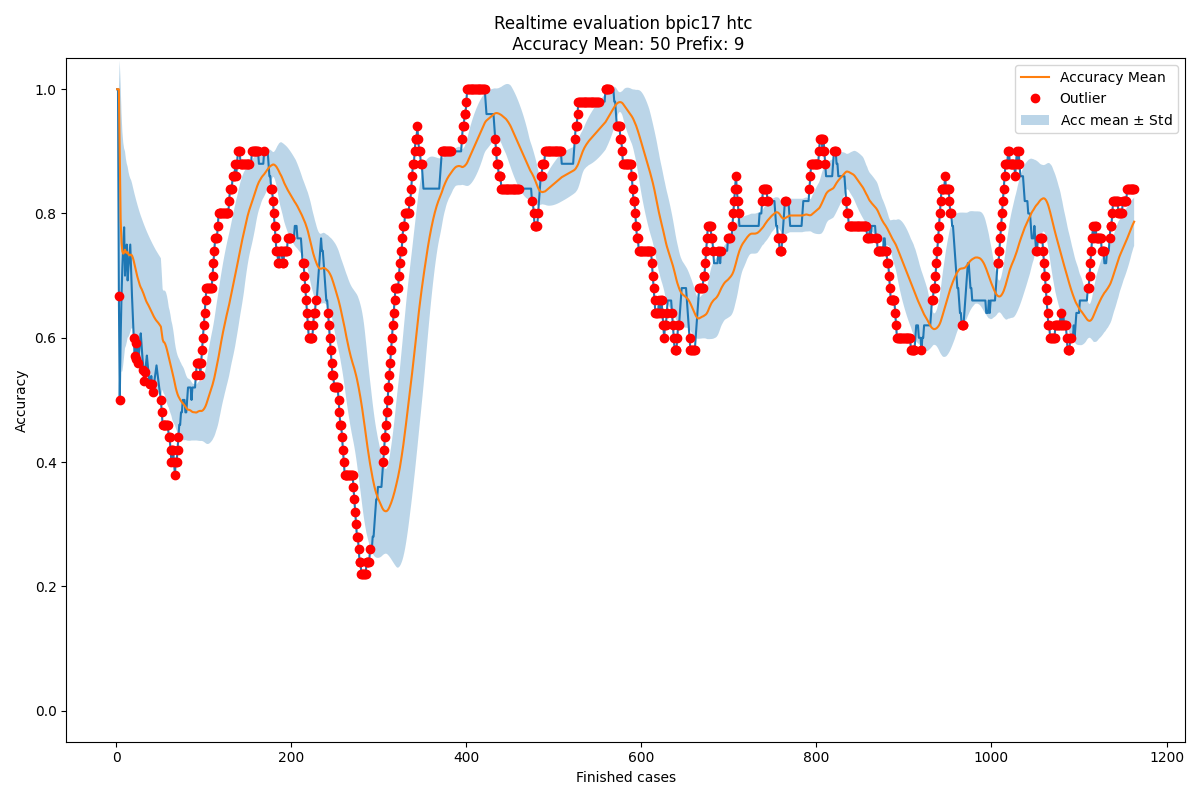 Realtime evaluation bpic17 htc
Accuracy Mean: 50 Prefix: 9
Accuracy Mean
Outlier
Acc mean ± Std
1.0
0.8
0.6
0.4
0.2
0.0
Accuracy
0
200
400
600
800
1000
1200
Finished cases